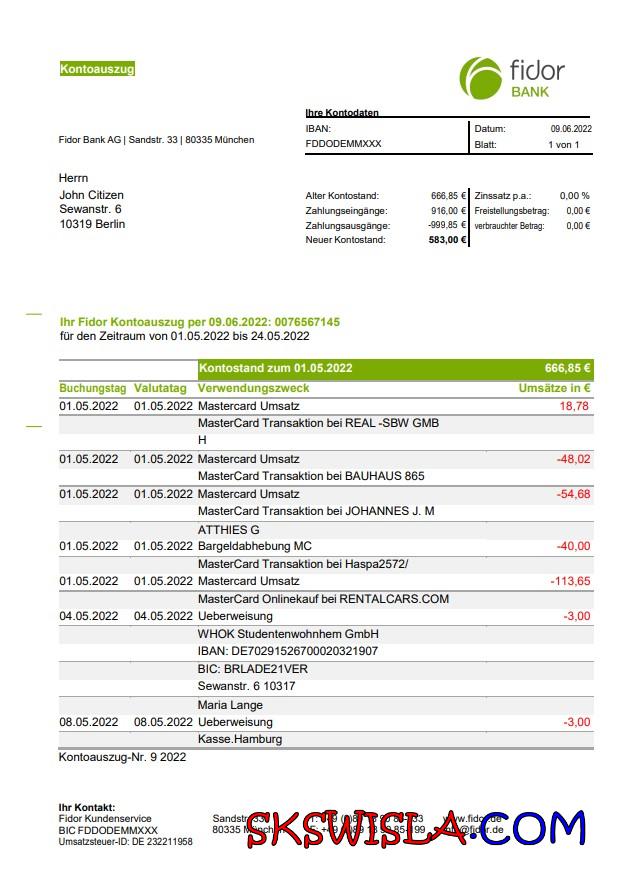 Kontoauszug
fidor
BANK
Ihre Kontodaten
IBAN:
FDDODEMMXXX
Datum: 09.06.2022
Blatt: 1 von 1
Fidor Bank AG | Sandstr. 33 | 80335 München
Herrn
John Citizen
Sewanstr. 6
10319 Berlin
Alter Kontostand: 666,85 € Zinssatz p.a.: 0,00 %
Zahlungseingänge: 916,00 € Freistellungsbetrag: 0,00 €
Zahlungsausgänge: -999,85 € verbrauchter Betrag: 0,00 €
Neuer Kontostand: 583,00 €
Ihr Fidor Kontoauszug per 09.06.2022: 0076567145
für den Zeitraum von 01.05.2022 bis 24.05.2022
Kontostand zum 01.05.2022 666,85 €
Buchungstag Valutatag Verwendungszweck Umsätze in €
01.05.2022 01.05.2022 Mastercard Umsatz 18,78
MasterCard Transaktion bei REAL -SBW GMB
H
01.05.2022 01.05.2022 Mastercard Umsatz -48,02
MasterCard Transaktion bei BAUHAUS 865
01.05.2022 01.05.2022 Mastercard Umsatz -54,68
MasterCard Transaktion bei JOHANNES J. M
ATTHIES G
01.05.2022 01.05.2022 Bargeldabhebung MC -40,00
MasterCard Transaktion bei Haspa2572/
01.05.2022 01.05.2022 Mastercard Umsatz -113,65
MasterCard Onlinekauf bei RENTALCARS.COM
04.05.2022 04.05.2022 Ueberweisung -3,00
WHOK Studentenwohnhem GmbH
IBAN: DE70291526700020321907
BIC: BRLADE21VER
Sewanstr. 6 10317
Maria Lange
08.05.2022 08.05.2022 Ueberweisung -3,00
Kasse.Hamburg
Kontoauszug-Nr. 9 2022
Ihr Kontakt:
Fidor Kundenservice
BIC FDDODEMMXXX
Umsatzsteuer-ID: DE 232211958
Sandstr. 33
80335 München
SKSWISLA.COM